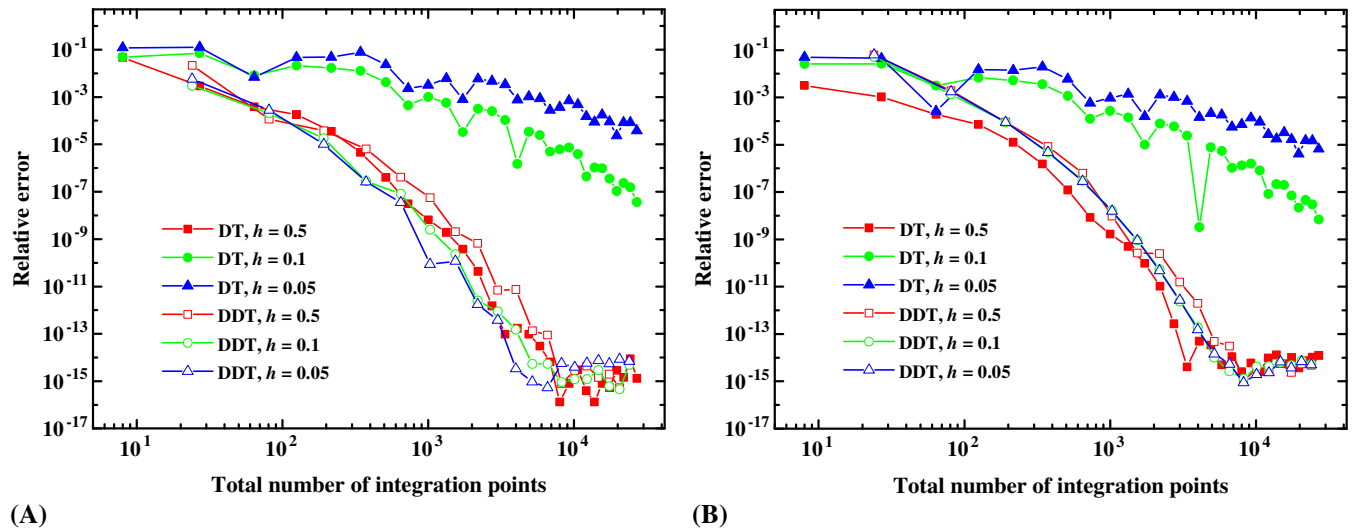 10^-1
10^-3
10^-5
10^-7
10^-9
10^-11
10^-13
10^-15
10^-17
Relative error
DT, h = 0.5
DT, h = 0.1
DT, h = 0.05
DDT, h = 0.5
DDT, h = 0.1
DDT, h = 0.05
10^1
10^2
10^3
10^4
Total number of integration points
(A)
10^-1
10^-3
10^-5
10^-7
10^-9
10^-11
10^-13
10^-15
10^-17
Relative error
DT, h = 0.5
DT, h = 0.1
DT, h = 0.05
DDT, h = 0.5
DDT, h = 0.1
DDT, h = 0.05
10^1
10^2
10^3
10^4
Total number of integration points
(B)